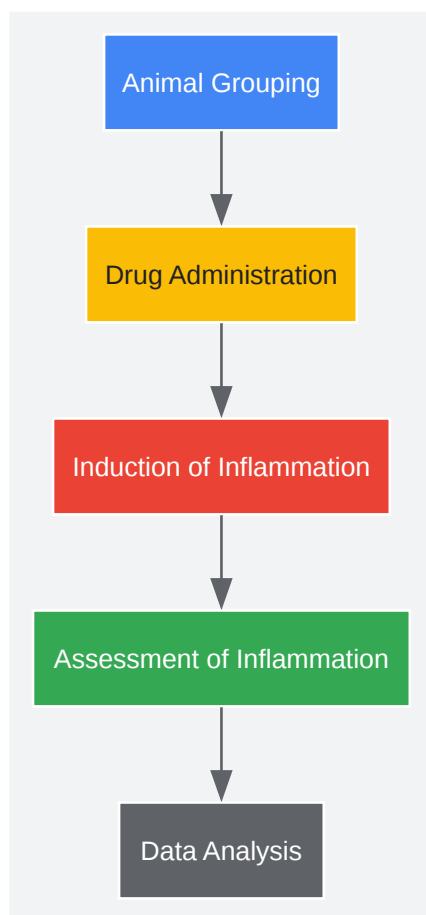 Animal Grouping
Drug Administration
Induction of Inflammation
Assessment of Inflammation
Data Analysis